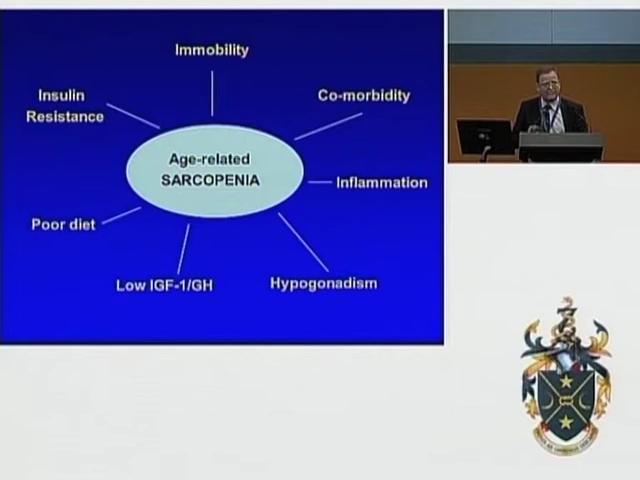 Immobility
Insulin
Resistance
Co-morbidity
Age-related
SARCOPENIA
Inflammation
Poor diet
Low IGF-1/GH
Hypogonadism